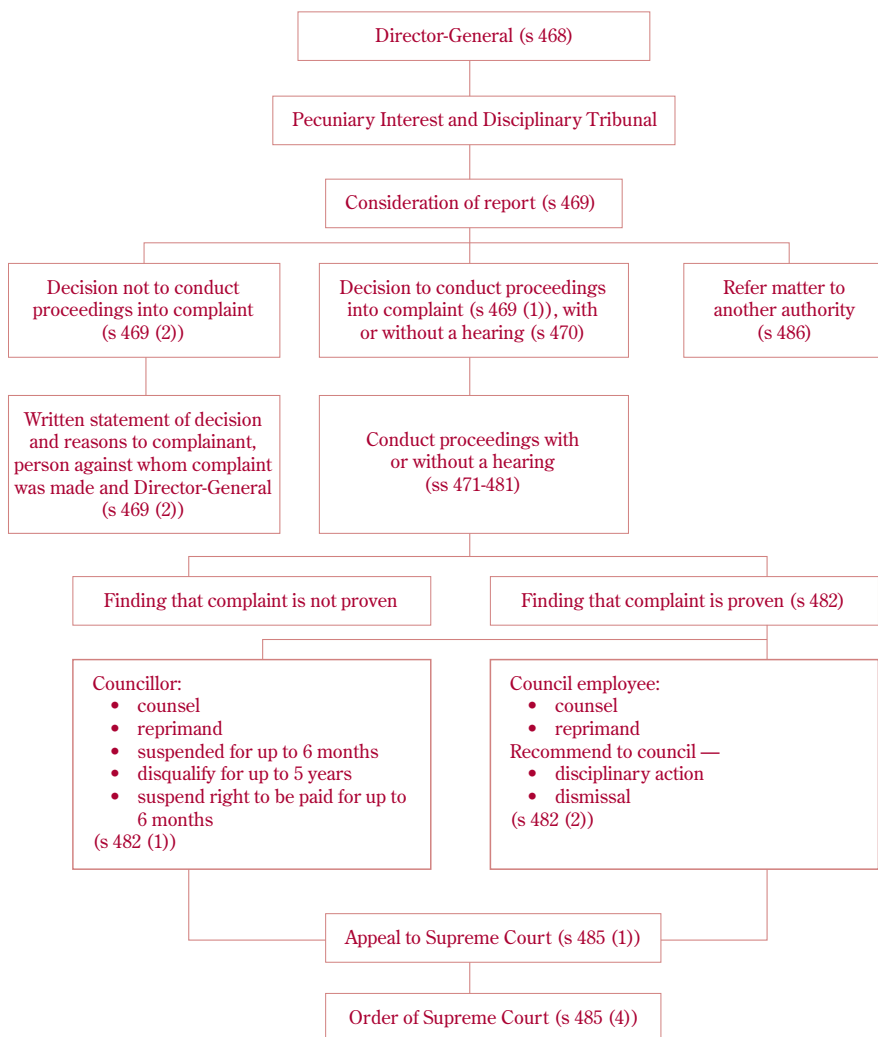 Director-General (s 468)
Pecuniary Interest and Disciplinary Tribunal
Consideration of report (s 469)
Decision not to conduct
proceedings into complaint
(s 469 (2))
Decision to conduct proceedings
into complaint (s 469 (1)), with
or without a hearing (s 470)
Refer matter to
another authority
(s 486)
Written statement of decision
and reasons to complainant,
person against whom complaint
was made and Director-General
(s 469 (2))
Conduct proceedings with
or without a hearing
(ss 471-481)
Finding that complaint is not proven
Finding that complaint is proven (s 482)
Councillor:
• counsel
• reprimand
• suspended for up to 6 months
• disqualify for up to 5 years
• suspend right to be paid for up to
6 months
(s 482 (1))
Council employee:
• counsel
• reprimand
Recommend to council —
• disciplinary action
• dismissal
(s 482 (2))
Appeal to Supreme Court (s 485 (1))
Order of Supreme Court (s 485 (4))